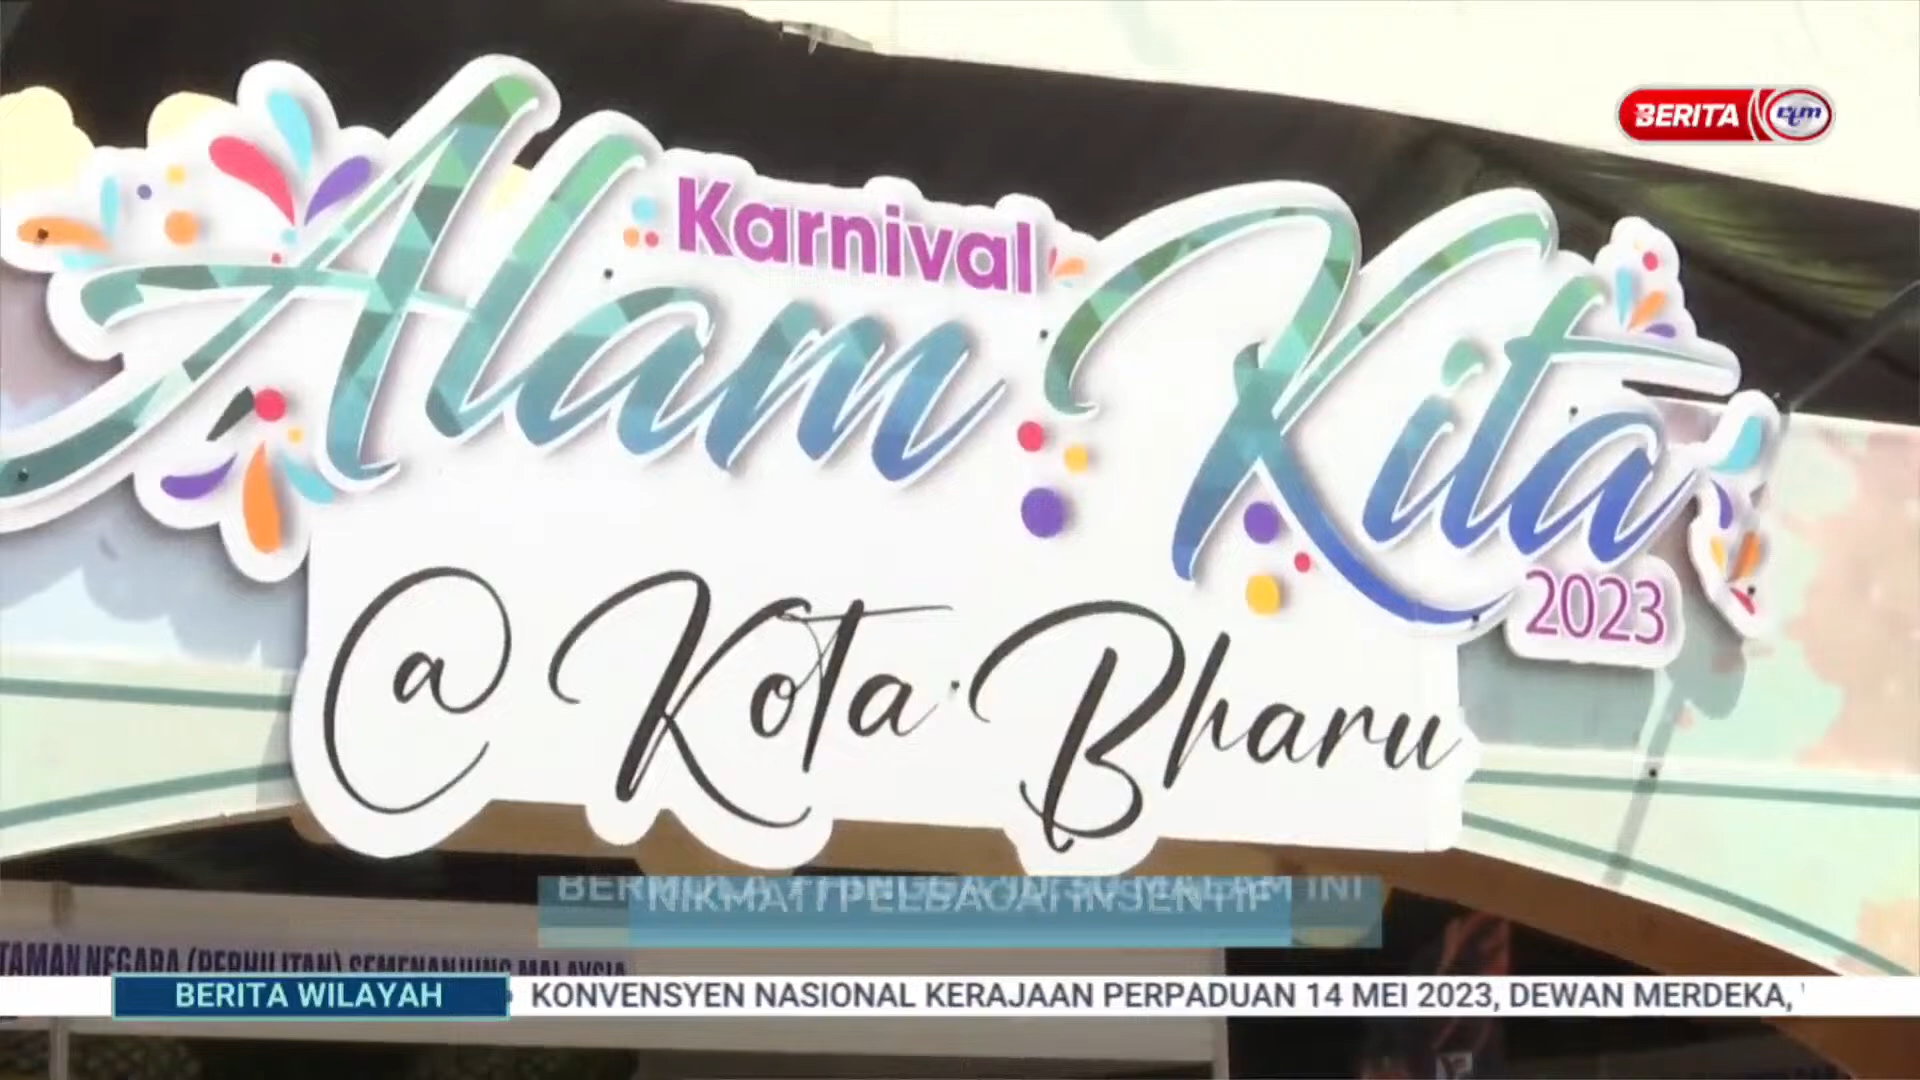 BERITA rtm
Karnival
Alam Kita
2023
@ Kota Bharu
NIKMATI PELBAGAI INSENTIF
TAMAN NEGARA (PERHILITAN) SEMENANJUNG MALAYSIA
BERITA WILAYAH
KONVENSYEN NASIONAL KERAJAAN PERPADUAN 14 MEI 2023, DEWAN MERDEKA,